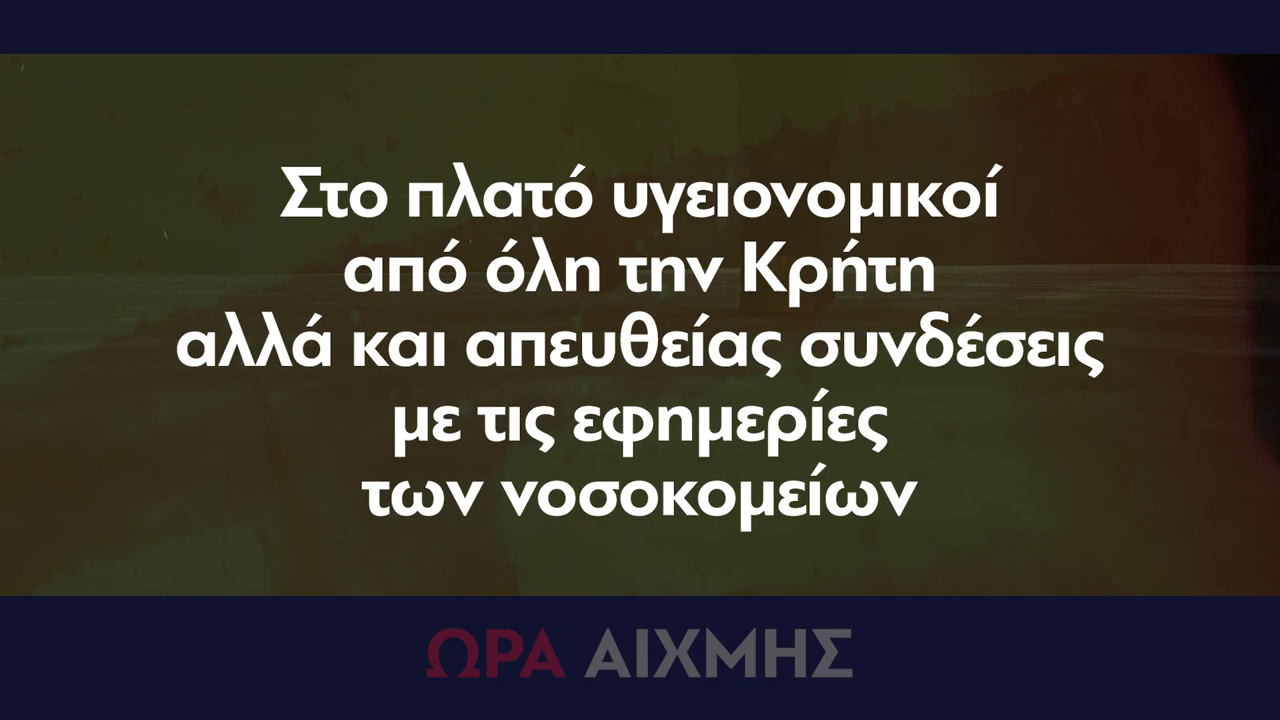 Στο πλατό υγειονομικοί
από όλη την Κρήτη
αλλά και απευθείας συνδέσεις
με τις εφημερίες
των νοσοκομείων
ΩΡΑ ΑΙΧΜΗΣ